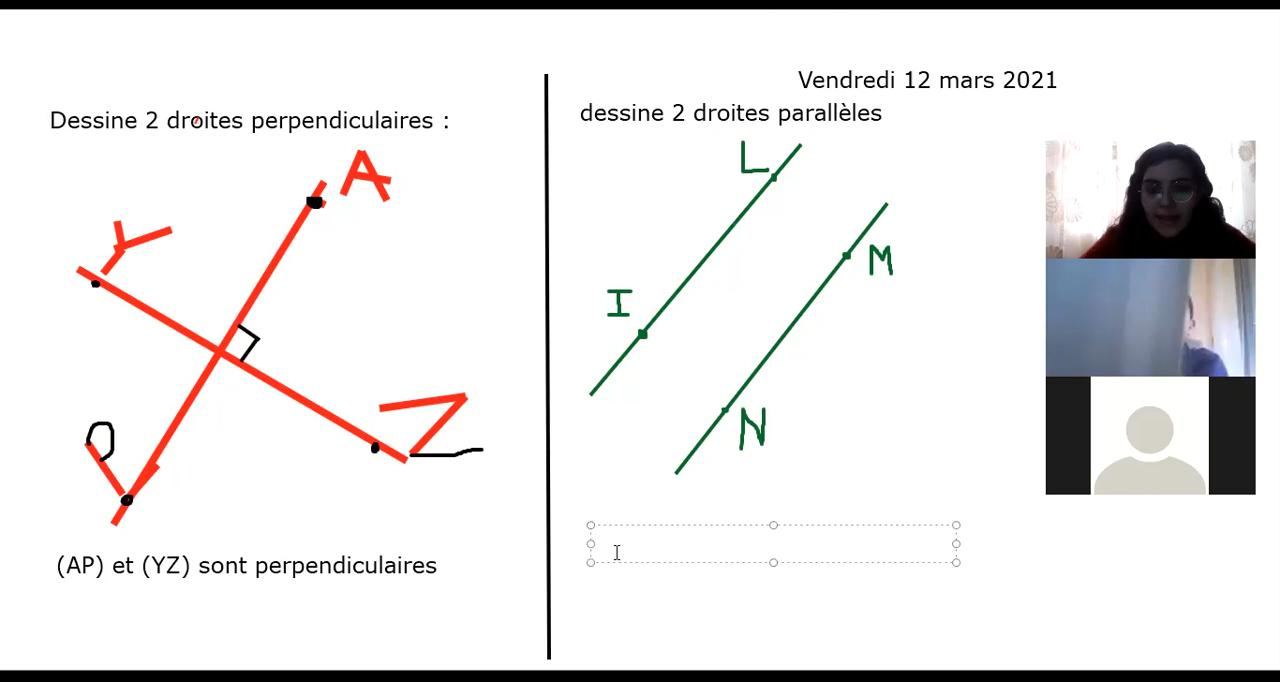 Vendredi 12 mars 2021
Dessine 2 droites perpendiculaires :
A
Y
Z
P
(AP) et (YZ) sont perpendiculaires
dessine 2 droites parallèles
L
M
I
N